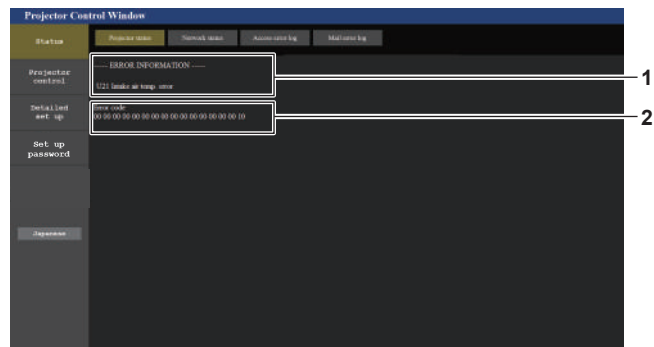 Projector Control Window
Status
Projector status
Network status
Access error log
Mail error log
----- ERROR INFORMATION -----
U21 Intake air temp. error
1
Projector
control
Error code
00 00 00 00 00 00 00 00 00 00 00 00 00 00 00 10
2
Detailed
set up
Set up
password
Japanese